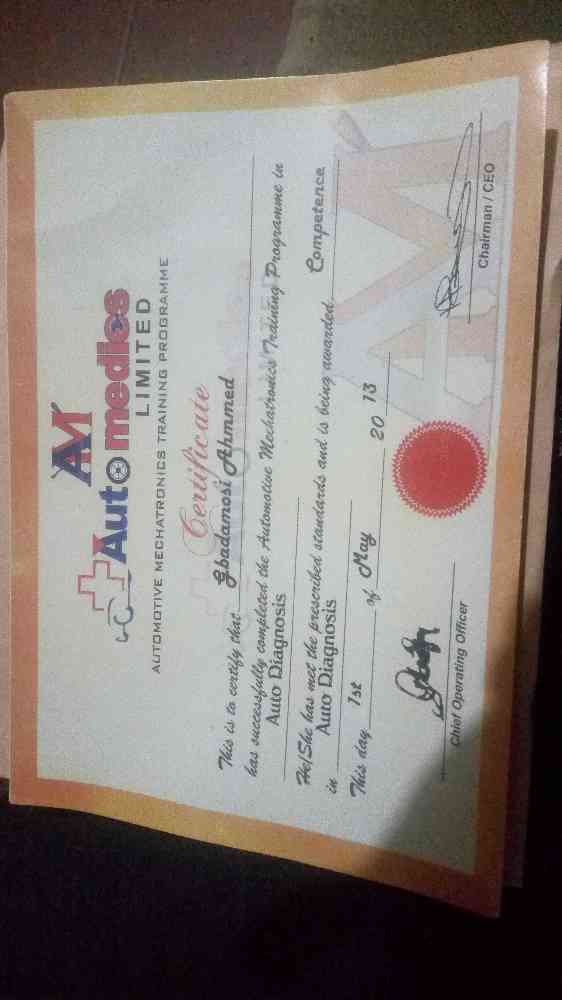 AM
Automedics
LIMITED
AUTOMOTIVE MECHATRONICS TRAINING PROGRAMME
Certificate
This is to certify that Gbadamosi Ahmmed
has successfully completed the Automotive Mechatronics Training Programme in
Auto Diagnosis
He/She has met the prescribed standards and is being awarded Competence
in Auto Diagnosis
This day 1st of May 20 13
Chief Operating Officer
Chairman / CEO